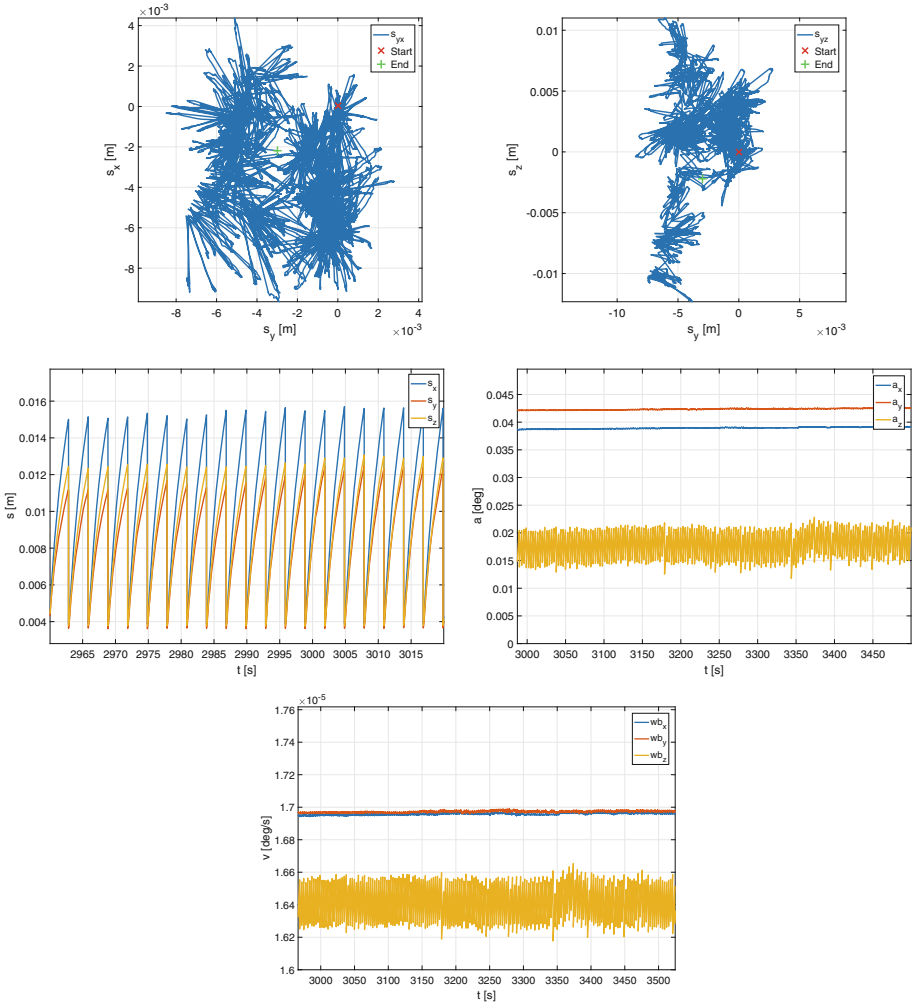 ×10⁻³
4
2
0
-2
-4
-6
-8
s_x [m]
-8 -6 -4 -2 0 2 4
s_y [m]
×10⁻³
s_yx
Start
End
0.01
0.005
0
-0.005
-0.01
s_z [m]
-10 -5 0 5
s_y [m]
×10⁻³
s_yz
Start
End
0.016
0.014
0.012
0.01
0.008
0.006
0.004
s [m]
2965 2970 2975 2980 2985 2990 2995 3000 3005 3010 3015
t [s]
s_x
s_y
s_z
0.045
0.04
0.035
0.03
0.025
0.02
0.015
0.01
0.005
0
a [deg]
3000 3050 3100 3150 3200 3250 3300 3350 3400 3450
t [s]
a_x
a_y
a_z
×10⁻⁵
1.76
1.74
1.72
1.7
1.68
1.66
1.64
1.62
1.6
v [deg/s]
3000 3050 3100 3150 3200 3250 3300 3350 3400 3450 3500
t [s]
wb_x
wb_y
wb_z